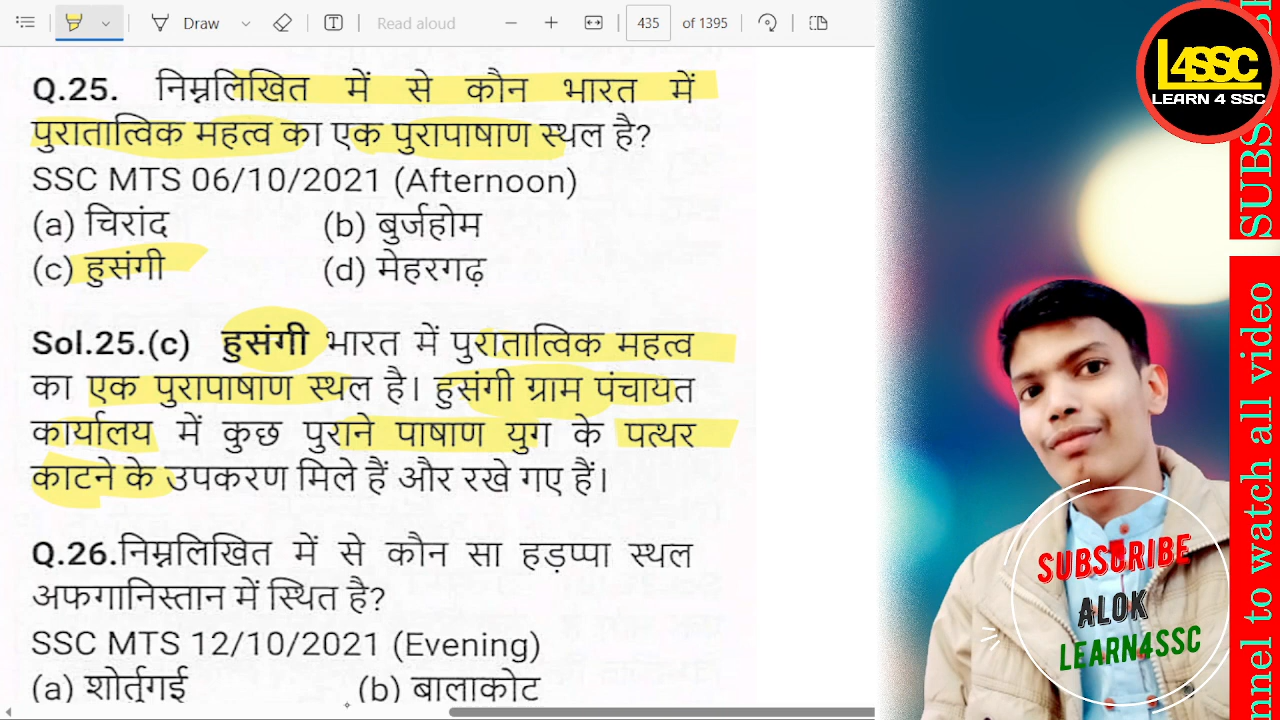 Draw
Read aloud
435
of 1395
Q.25. निम्नलिखित में से कौन भारत में
पुरातात्विक महत्व का एक पुरापाषाण स्थल है?
SSC MTS 06/10/2021 (Afternoon)
(a) चिरांद
(b) बुर्जहोम
(c) हुसंगी
(d) मेहरगढ़
Sol.25.(c) हुसंगी भारत में पुरातात्विक महत्व
का एक पुरापाषाण स्थल है। हुसंगी ग्राम पंचायत
कार्यालय में कुछ पुराने पाषाण युग के पत्थर
काटने के उपकरण मिले हैं और रखे गए हैं।
Q.26.निम्नलिखित में से कौन सा हड़प्पा स्थल
अफगानिस्तान में स्थित है?
SSC MTS 12/10/2021 (Evening)
(a) शोर्तुगई
(b) बालाकोट
L4SSC
LEARN 4 SSC
SUBSCRIBE
ALOK
LEARN4SSC
SUBS
nnel to watch all video